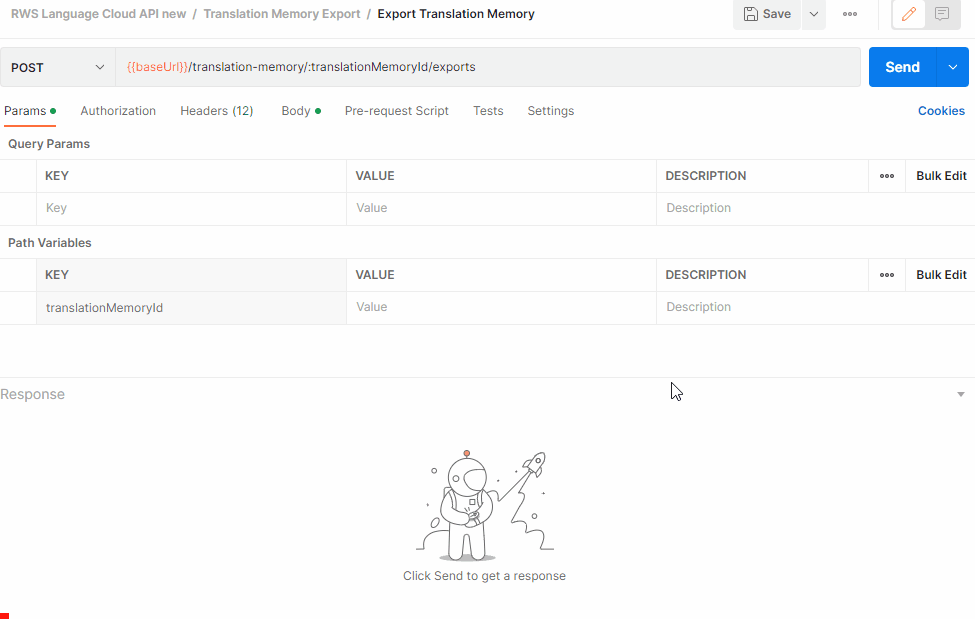 RWS Language Cloud API new / Translation Memory Export / Export Translation Memory Save
POST {{baseUrl}}/translation-memory/:translationMemoryId/exports Send
Params Authorization Headers (12) Body Pre-request Script Tests Settings Cookies
Query Params
KEY VALUE DESCRIPTION Bulk Edit
Key Value Description
Path Variables
KEY VALUE DESCRIPTION Bulk Edit
translationMemoryId Value Description
Response
Click Send to get a response